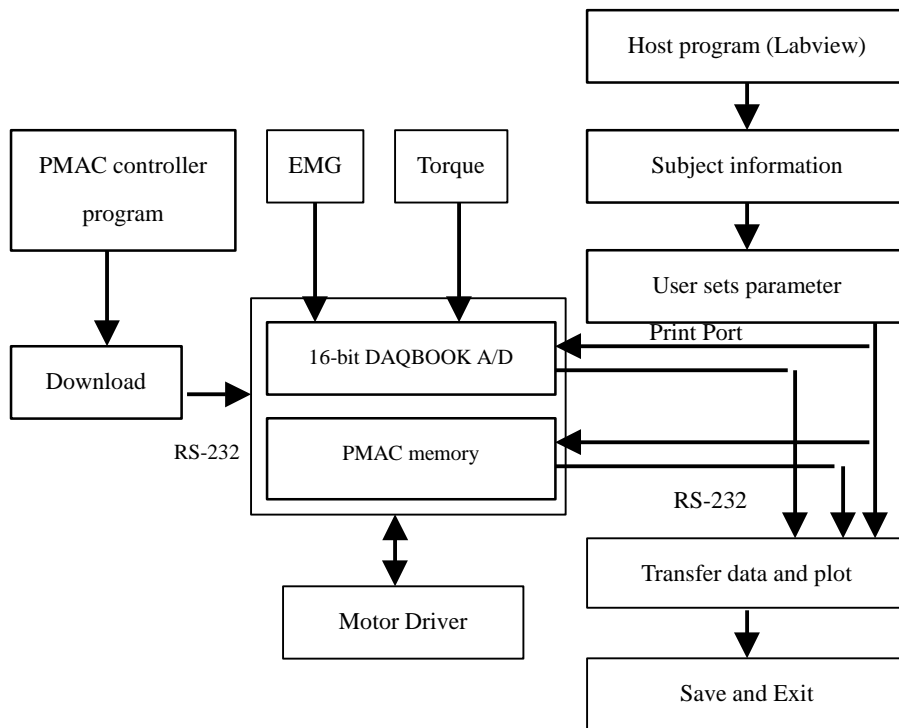 Host program (Labview)
PMAC controller
program
EMG
Torque
Subject information
User sets parameter
Print Port
16-bit DAQBOOK A/D
Download
RS-232
PMAC memory
RS-232
Transfer data and plot
Motor Driver
Save and Exit